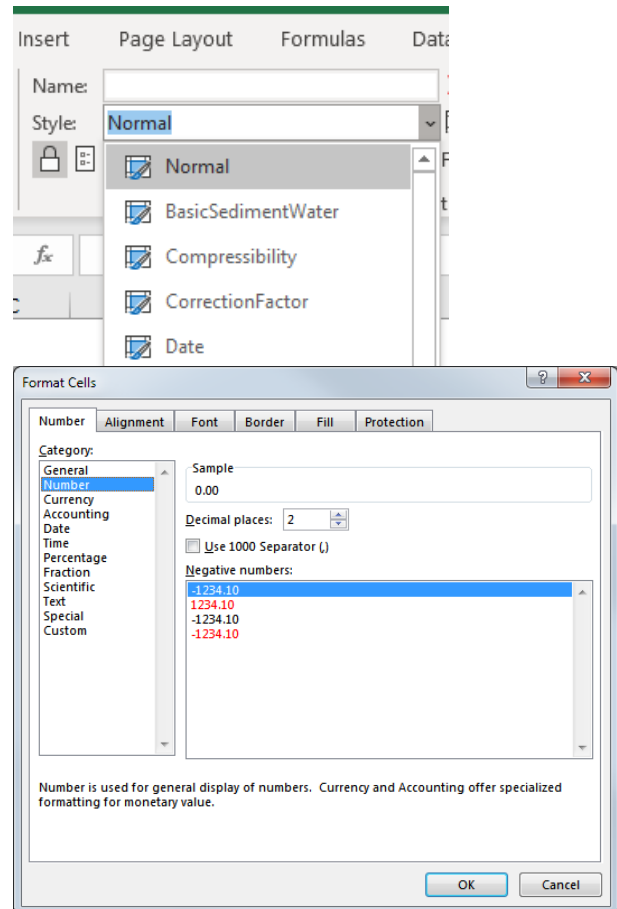 Insert Page Layout Formulas Data
Name:
Style: Normal
Normal
BasicSedimentWater
fx
Compressibility
C
CorrectionFactor
Date
Format Cells
Number Alignment Font Border Fill Protection
Category:
General
Number
Currency
Accounting
Date
Time
Percentage
Fraction
Scientific
Text
Special
Custom
Sample
0.00
Decimal places: 2
Use 1000 Separator (,)
Negative numbers:
-1234.10
1234.10
-1234.10
-1234.10
Number is used for general display of numbers. Currency and Accounting offer specialized
formatting for monetary value.
OK Cancel